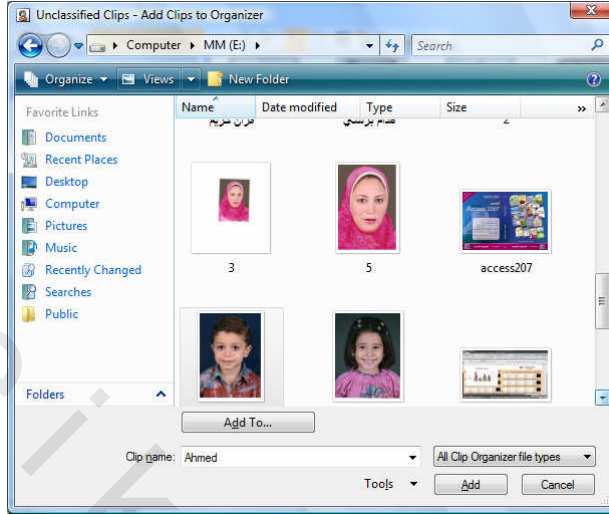 Unclassified Clips - Add Clips to Organizer
Computer ▸ MM (E:) ▸
Search
Organize
Views
New Folder
Favorite Links
Name
Date modified
Type
Size
»
2
Documents
Recent Places
Desktop
Computer
Pictures
Music
Recently Changed
Searches
Public
3
5
access207
Folders
Add To...
Clip name:
Ahmed
All Clip Organizer file types
Tools
Add
Cancel